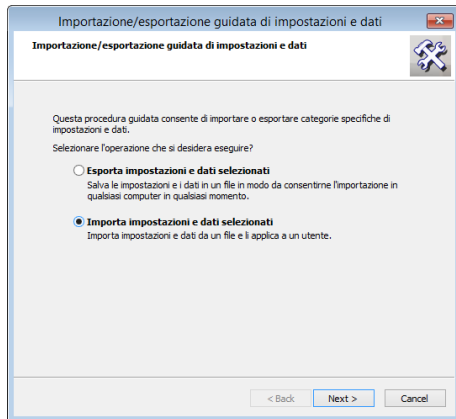 Importazione/esportazione guidata di impostazioni e dati
Importazione/esportazione guidata di impostazioni e dati
Questa procedura guidata consente di importare o esportare categorie specifiche di
impostazioni e dati.
Selezionare l'operazione che si desidera eseguire?
Esporta impostazioni e dati selezionati
Salva le impostazioni e i dati in un file in modo da consentirne l'importazione in
qualsiasi computer in qualsiasi momento.
Importa impostazioni e dati selezionati
Importa impostazioni e dati da un file e li applica a un utente.
< Back Next > Cancel